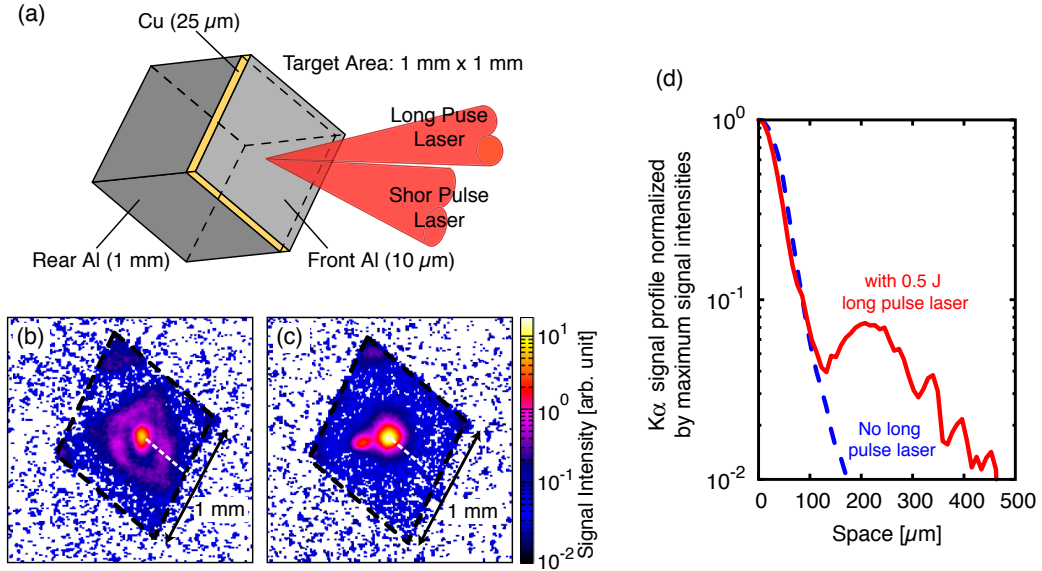 (a)
Cu (25 µm)
Target Area: 1 mm x 1 mm
Long Puse
Laser
Shor Pulse
Laser
Rear Al (1 mm)
Front Al (10 µm)
(b)
1 mm
(c)
1 mm
10¹
10⁰
10⁻¹
10⁻²
Signal Intensity [arb. unit]
(d)
10⁰
10⁻¹
10⁻²
Kα signal profile normalized
by maximum signal intensities
with 0.5 J
long pulse laser
No long
pulse laser
0
100
200
300
400
500
Space [µm]